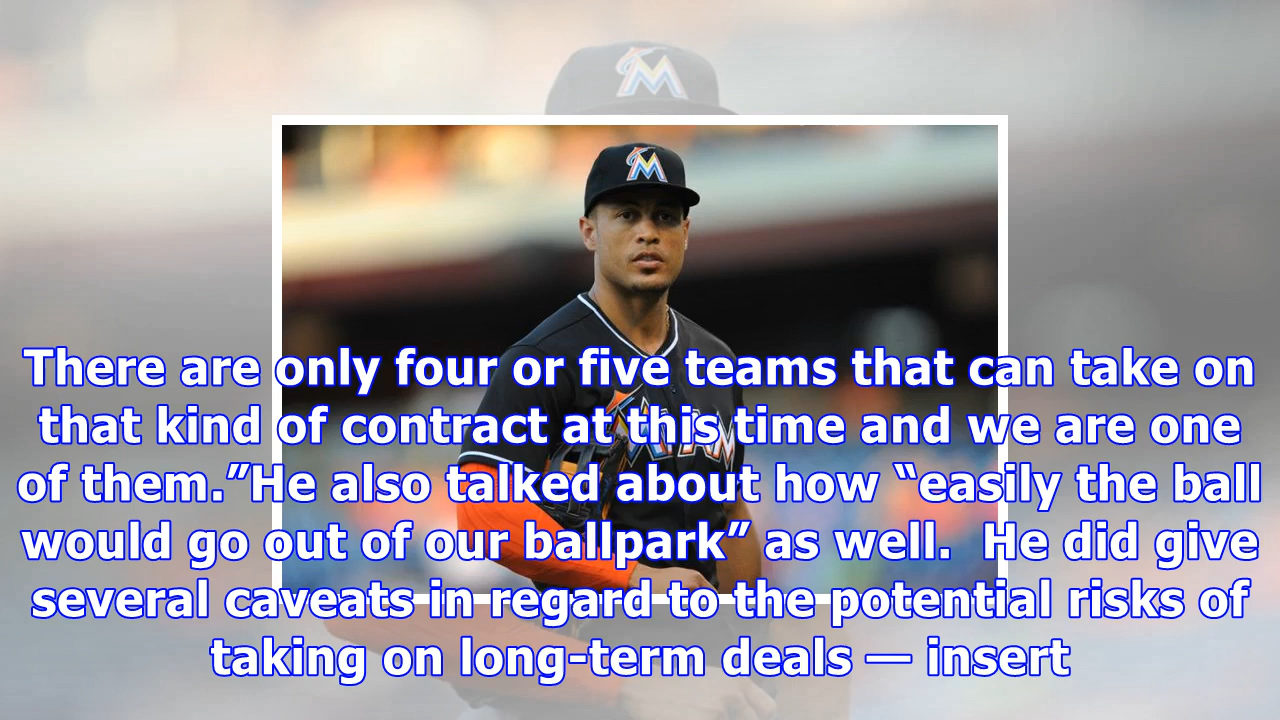 There are only four or five teams that can take on
that kind of contract at this time and we are one
of them.”He also talked about how “easily the ball
would go out of our ballpark” as well.  He did give
several caveats in regard to the potential risks of
taking on long-term deals — insert